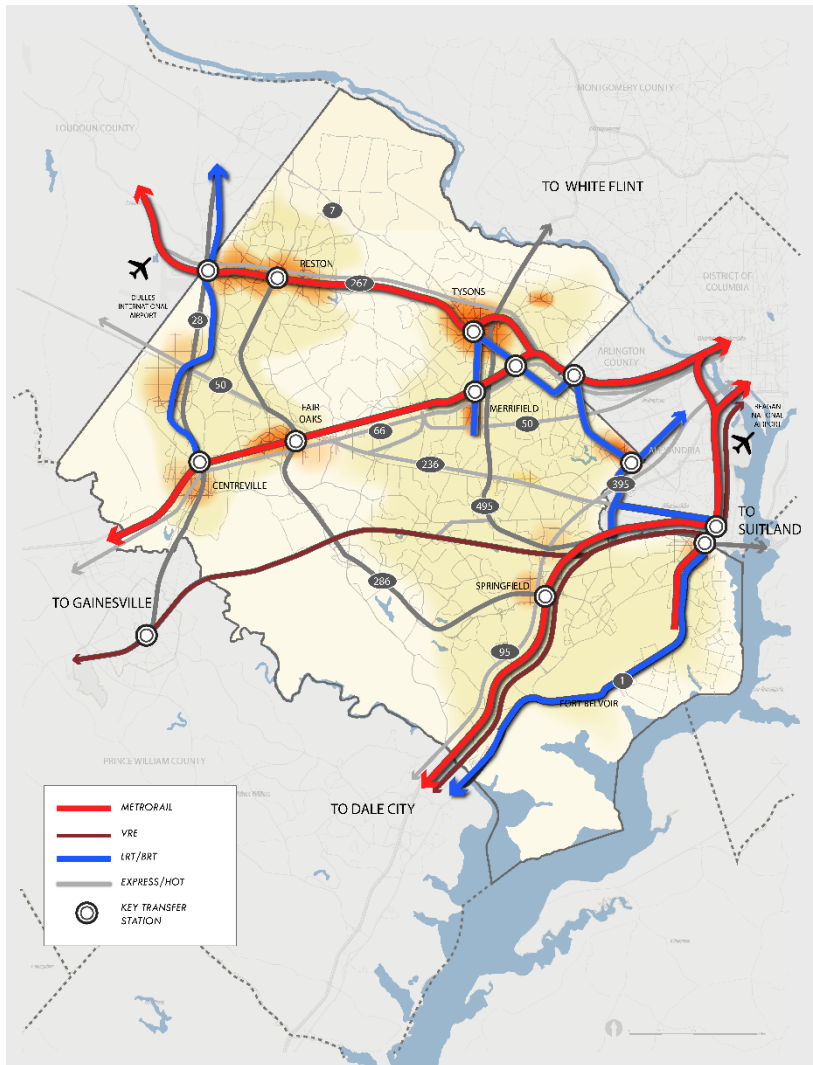 MONTGOMERY COUNTY
LOUDOUN COUNTY
TO WHITE FLINT
7
RESTON
267
TYSONS
DISTRICT OF
COLUMBIA
DULLES
INTERNATIONAL
AIRPORT
28
ARLINGTON
COUNTY
50
FAIR
OAKS
MERRIFIELD
REAGAN
NATIONAL
AIRPORT
66
50
236
ALEXANDRIA
CENTREVILLE
395
495
TO
SUITLAND
286
SPRINGFIELD
TO GAINESVILLE
95
1
FORT BELVOIR
PRINCE WILLIAM COUNTY
TO DALE CITY
METRORAIL
VRE
LRT/BRT
EXPRESS/HOT
KEY TRANSFER
STATION